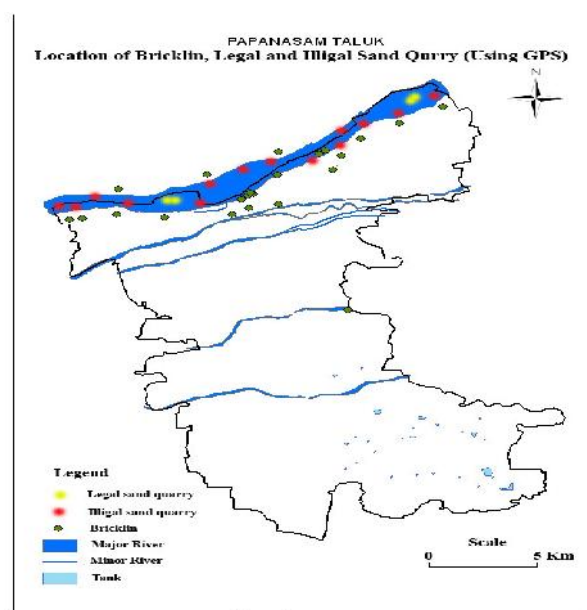 PAPANASAM TALUK
Location of Bricklin, Legal and Illigal Sand Qurry (Using GPS)
N
Legend
Legal sand quarry
Illigal sand quarry
Bricklin
Major River
Minor River
Tank
Scale
0 5 Km